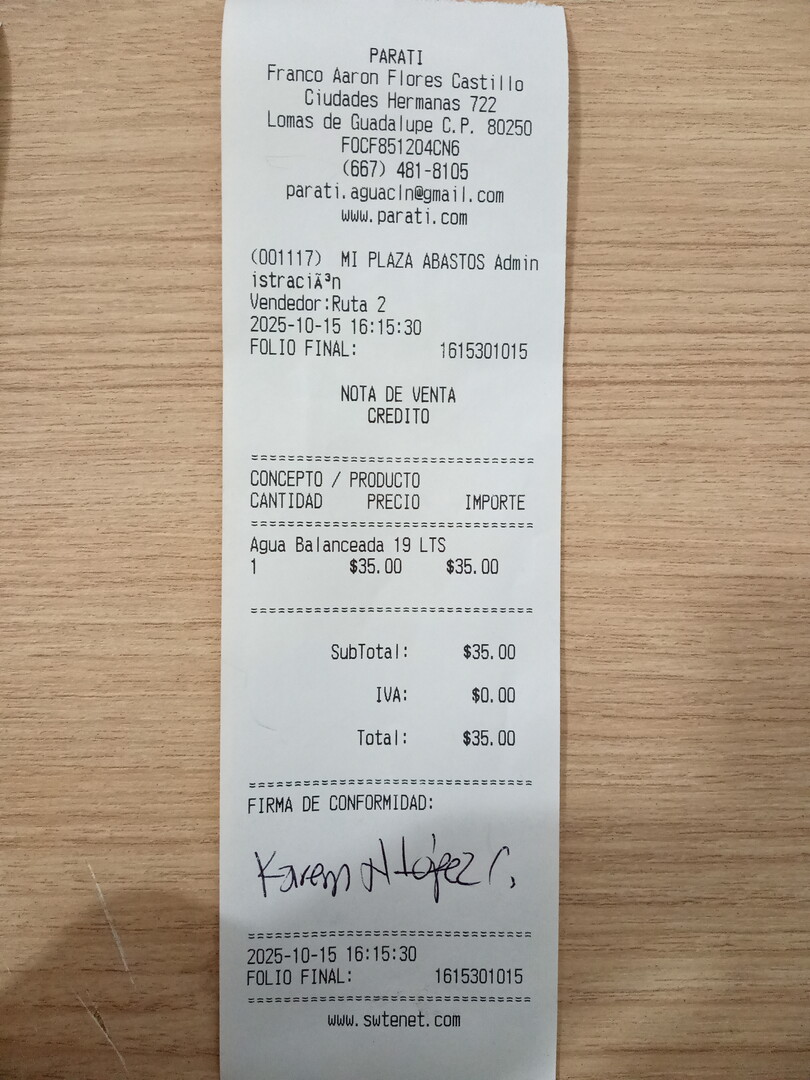 PARATI
Franco Aaron Flores Castillo
Ciudades Hermanas 722
Lomas de Guadalupe C.P. 80250
FOCF851204CN6
(667) 481-8105
parati.aguacln@gmail.com
www.parati.com
(001117) MI PLAZA ABASTOS Admin
istraciÃ³n
Vendedor:Ruta 2
2025-10-15 16:15:30
FOLIO FINAL: 1615301015
NOTA DE VENTA
CREDITO
================================
CONCEPTO / PRODUCTO
CANTIDAD PRECIO IMPORTE
================================
Agua Balanceada 19 LTS
1 $35.00 $35.00
================================
SubTotal: $35.00
IVA: $0.00
Total: $35.00
================================
FIRMA DE CONFORMIDAD:
Karem N López C.
================================
2025-10-15 16:15:30
FOLIO FINAL: 1615301015
================================
www.swtenet.com